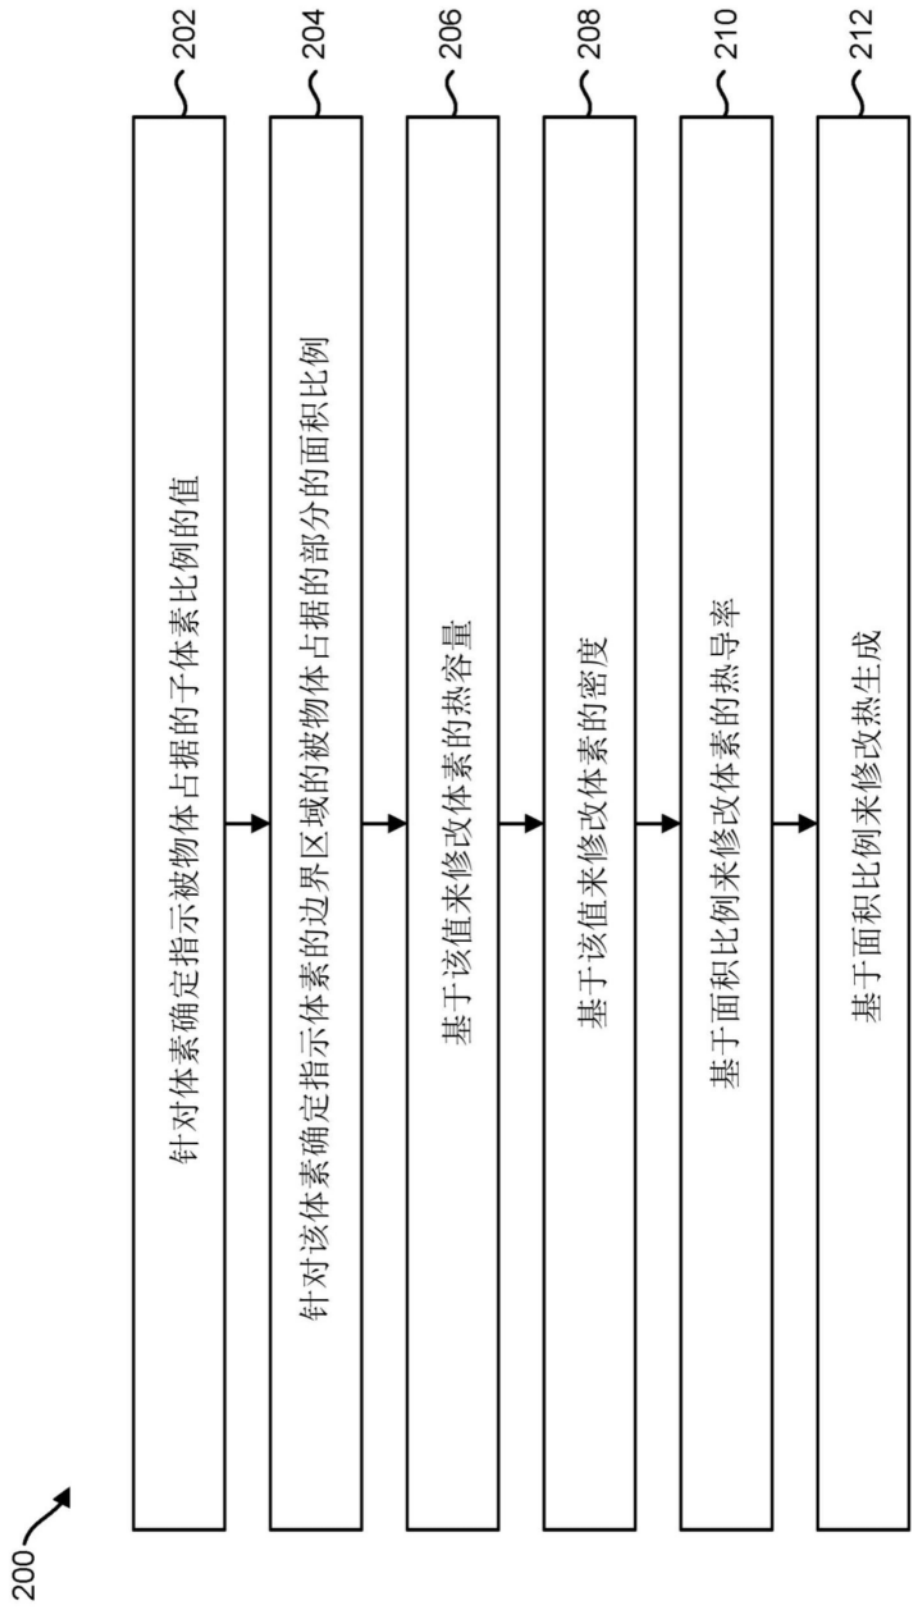 200
针对体素确定指示被物体占据的子体素比例的值
202
针对该体素确定指示体素的边界区域的被物体占据的部分的面积比例
204
基于该值来修改体素的热容量
206
基于该值来修改体素的密度
208
基于面积比例来修改体素的热导率
210
基于面积比例来修改热生成
212